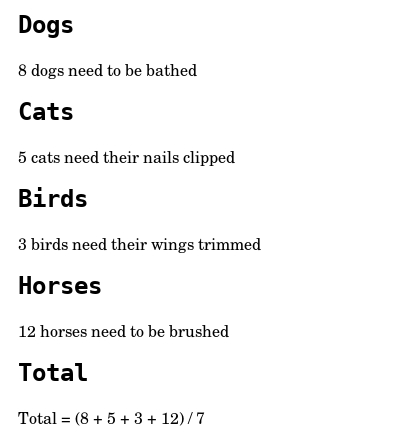 Dogs
8 dogs need to be bathed
Cats
5 cats need their nails clipped
Birds
3 birds need their wings trimmed
Horses
12 horses need to be brushed
Total
Total = (8 + 5 + 3 + 12) / 7